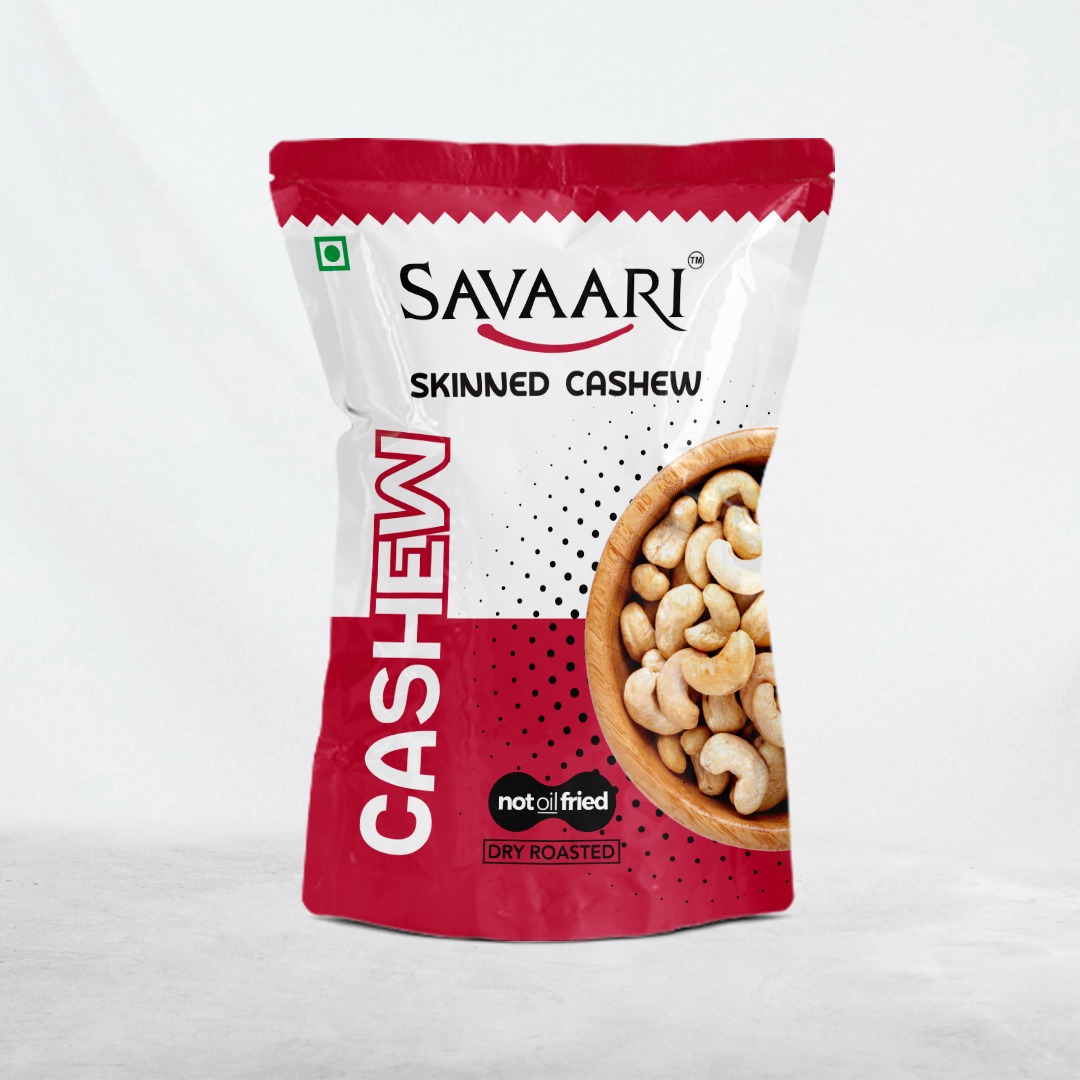 SAVAARI™
SKINNED CASHEW
CASHEW
not oil fried
DRY ROASTED